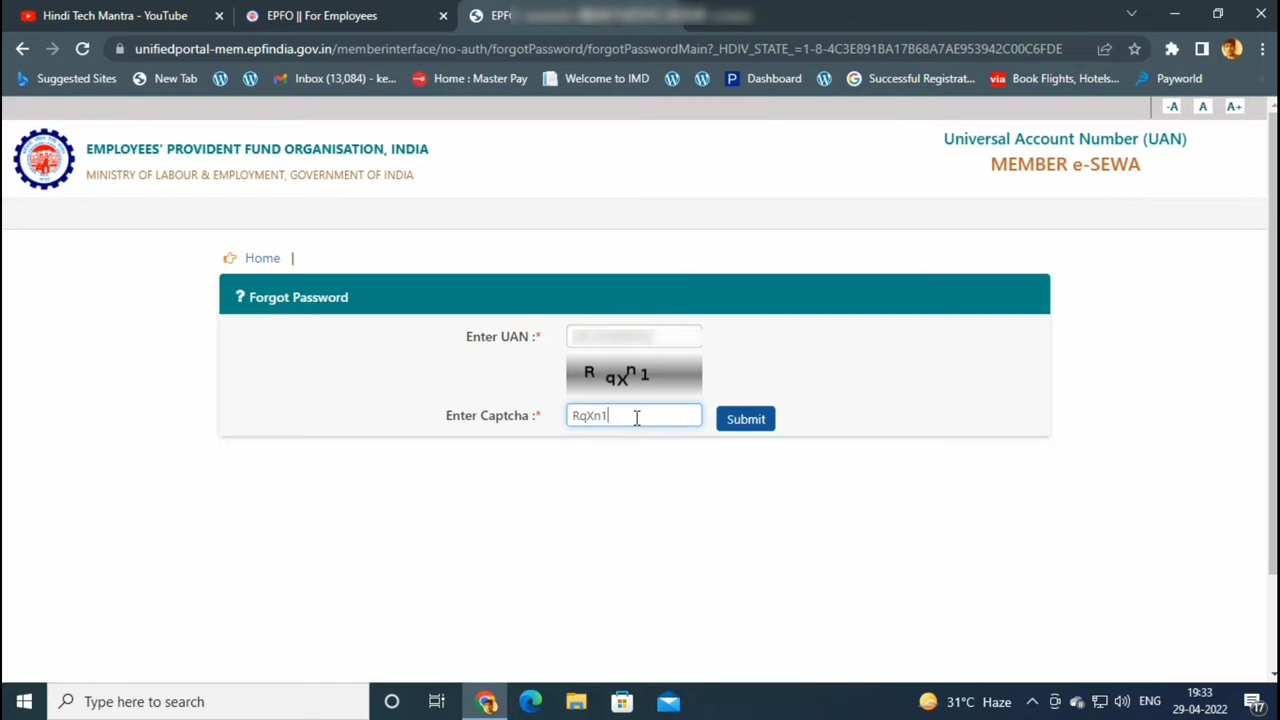 Hindi Tech Mantra - YouTube
EPFO || For Employees
EPF
unifiedportal-mem.epfindia.gov.in/memberinterface/no-auth/forgotPassword/forgotPasswordMain?_HDIV_STATE_=1-8-4C3E891BA17B68A7AE953942C00C6FDE
Suggested Sites New Tab Inbox (13,084) - ke... Home : Master Pay Welcome to IMD P Dashboard Successful Registrat... via Book Flights, Hotels... Payworld
-A A A+
EMPLOYEES' PROVIDENT FUND ORGANISATION, INDIA
MINISTRY OF LABOUR & EMPLOYMENT, GOVERNMENT OF INDIA
Universal Account Number (UAN)
MEMBER e-SEWA
Home |
? Forgot Password
Enter UAN :*
R qXn1
Enter Captcha :* RqXn1 Submit
Type here to search
31°C Haze
ENG
19:33
29-04-2022
17